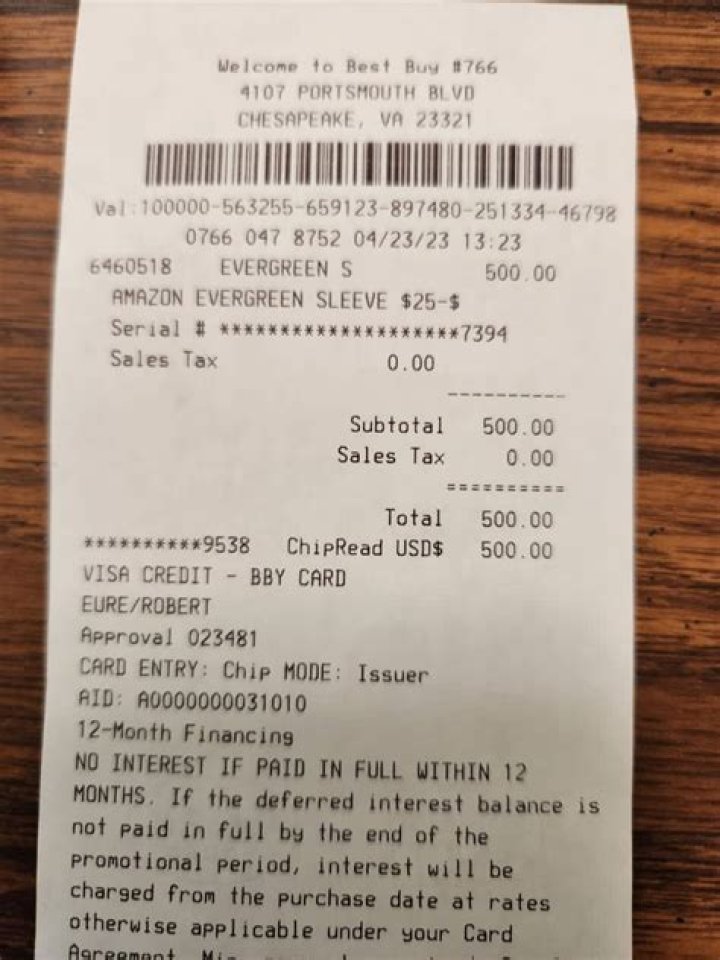 Welcome to Best Buy #766
4107 PORTSMOUTH BLVD
CHESAPEAKE, VA 23321
Val:100000-563255-659123-897480-251334-46798
0766 047 8752 04/23/23 13:23
6460518 EVERGREEN S 500.00
AMAZON EVERGREEN SLEEVE $25-$
Serial # ********************7394
Sales Tax 0.00
----------
Subtotal 500.00
Sales Tax 0.00
==========
Total 500.00
**********9538 ChipRead USD$ 500.00
VISA CREDIT - BBY CARD
EURE/ROBERT
Approval 023481
CARD ENTRY: Chip MODE: Issuer
AID: A0000000031010
12-Month Financing
NO INTEREST IF PAID IN FULL WITHIN 12
MONTHS. If the deferred interest balance is
not paid in full by the end of the
promotional period, interest will be
charged from the purchase date at rates
otherwise applicable under your Card
Agreement.